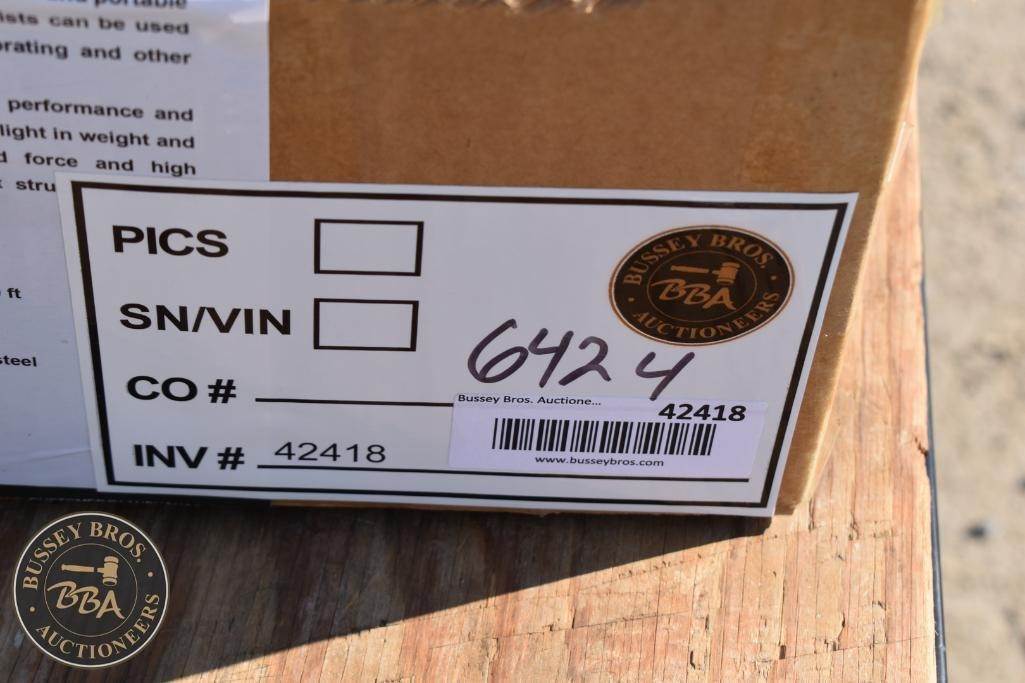 ists can be used
rating and other
performance and
light in weight and
force and high
stru
ft
steel
PICS
SN/VIN
CO #
INV # 42418
BUSSEY BROS.
BBA
AUCTIONEERS
6424
Bussey Bros. Auctione...
42418
www.busseybros.com
BUSSEY BROS.
BBA
AUCTIONEERS